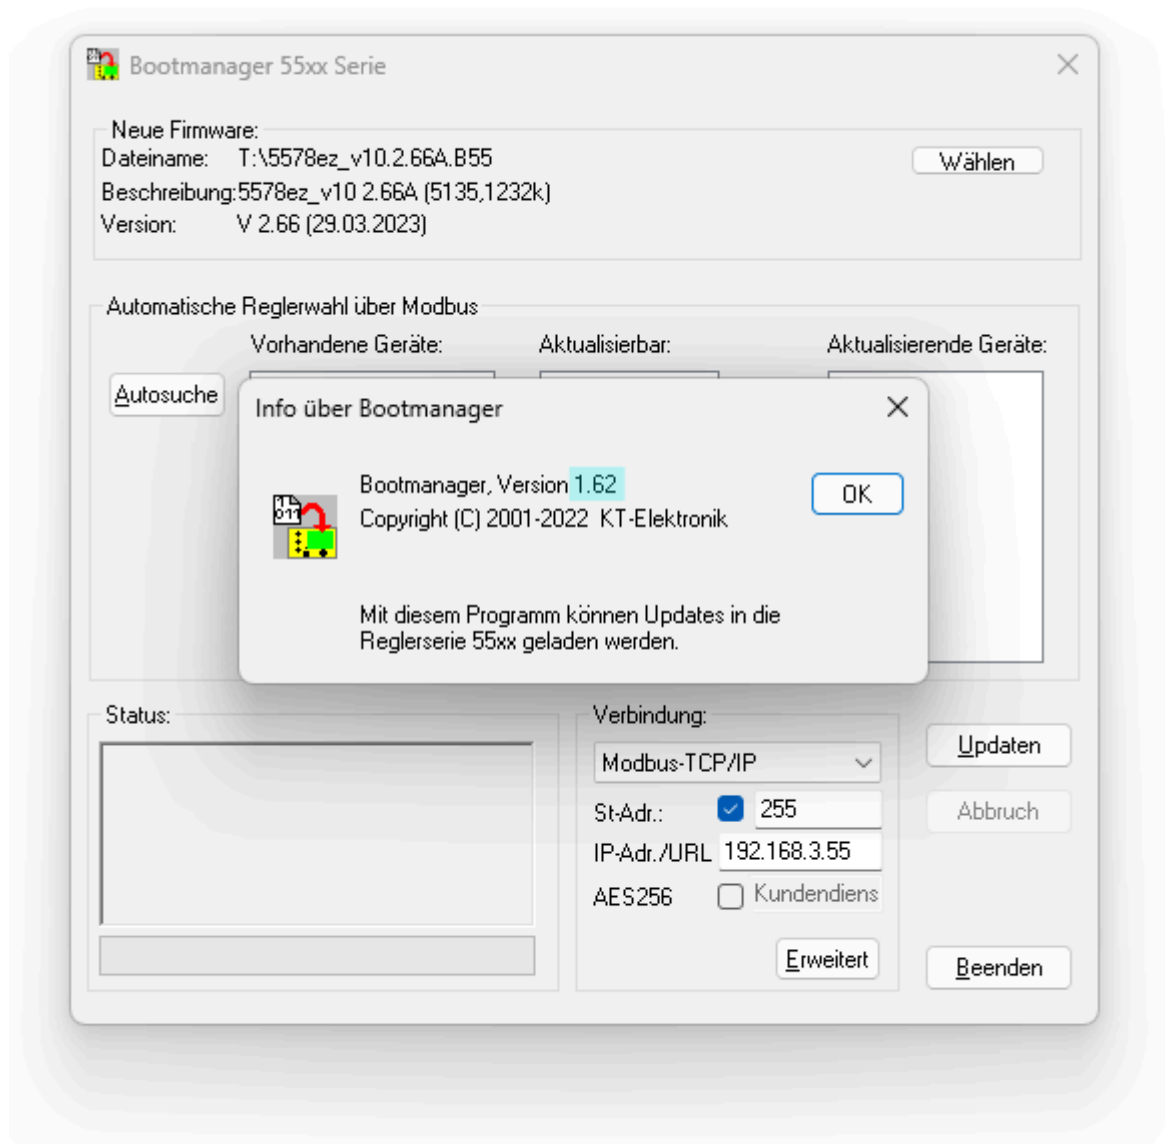 Bootmanager 55xx Serie
Neue Firmware:
Dateiname: T:\5578ez_v10.2.66A.B55
Wählen
Beschreibung:5578ez_v10 2.66A (5135,1232k)
Version: V 2.66 (29.03.2023)
Automatische Reglerwahl über Modbus
Vorhandene Geräte: Aktualisierbar: Aktualisierende Geräte:
Autosuche
Info über Bootmanager
Bootmanager, Version 1.62
OK
Copyright (C) 2001-2022 KT-Elektronik
Mit diesem Programm können Updates in die
Reglerserie 55xx geladen werden.
Status:
Verbindung:
Modbus-TCP/IP
Updaten
St-Adr.: 255
Abbruch
IP-Adr./URL 192.168.3.55
AES256 Kundendiens
Erweitert
Beenden